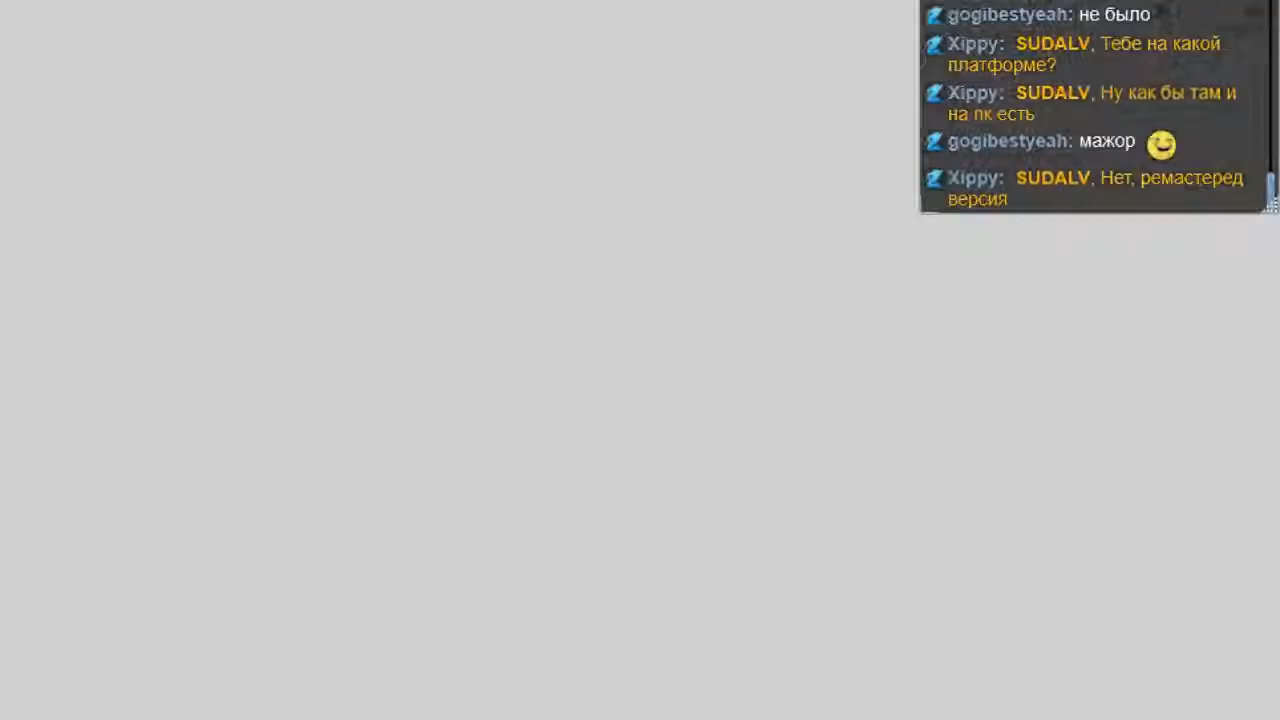 gogibestyeah: не было
Xippy: SUDALV, Тебе на какой
платформе?
Xippy: SUDALV, Ну как бы там и
на пк есть
gogibestyeah: мажор
Xippy: SUDALV, Нет, ремастеред
версия